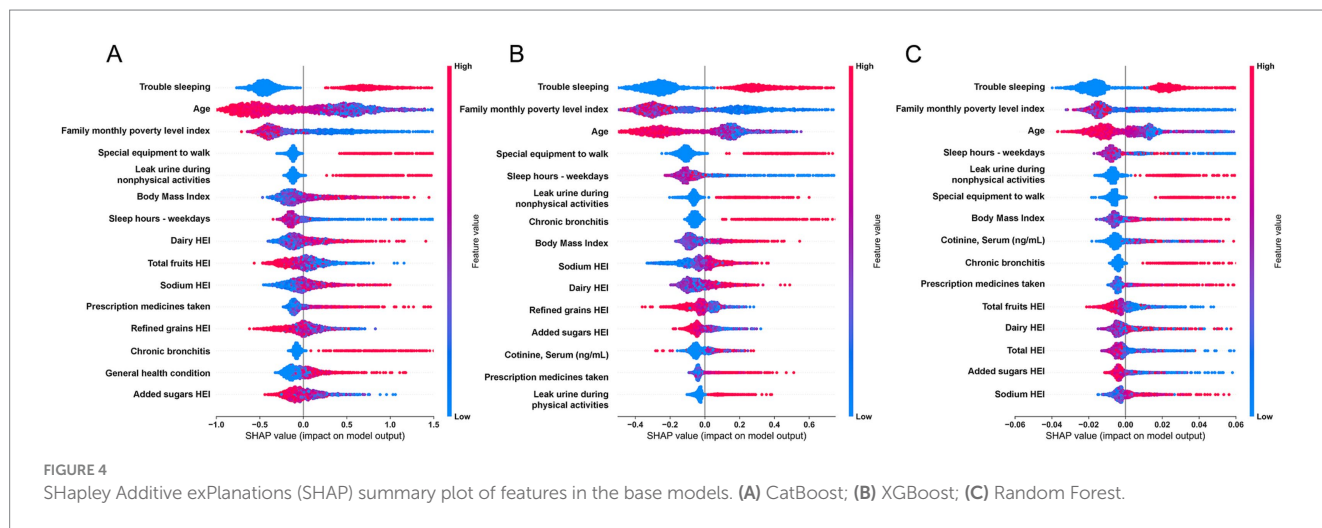 A
High
Trouble sleeping
Age
Family monthly poverty level index
Special equipment to walk
Leak urine during
nonphysical activities
Body Mass Index
Sleep hours - weekdays
Dairy HEI
Total fruits HEI
Sodium HEI
Prescription medicines taken
Refined grains HEI
Chronic bronchitis
General health condition
Added sugars HEI
Feature value
Low
−1.0 −0.5 0.0 0.5 1.0 1.5
SHAP value (impact on model output)
B
High
Trouble sleeping
Family monthly poverty level index
Age
Special equipment to walk
Sleep hours - weekdays
Leak urine during
nonphysical activities
Chronic bronchitis
Body Mass Index
Sodium HEI
Dairy HEI
Refined grains HEI
Added sugars HEI
Cotinine, Serum (ng/mL)
Prescription medicines taken
Leak urine during
physical activities
Feature value
Low
−0.4 −0.2 0.0 0.2 0.4 0.6
SHAP value (impact on model output)
C
High
Trouble sleeping
Family monthly poverty level index
Age
Sleep hours - weekdays
Leak urine during
nonphysical activities
Special equipment to walk
Body Mass Index
Cotinine, Serum (ng/mL)
Chronic bronchitis
Prescription medicines taken
Total fruits HEI
Dairy HEI
Total HEI
Added sugars HEI
Sodium HEI
Feature value
Low
−0.06 −0.04 −0.02 0.00 0.02 0.04 0.06
SHAP value (impact on model output)
FIGURE 4
SHapley Additive exPlanations (SHAP) summary plot of features in the base models. (A) CatBoost; (B) XGBoost; (C) Random Forest.